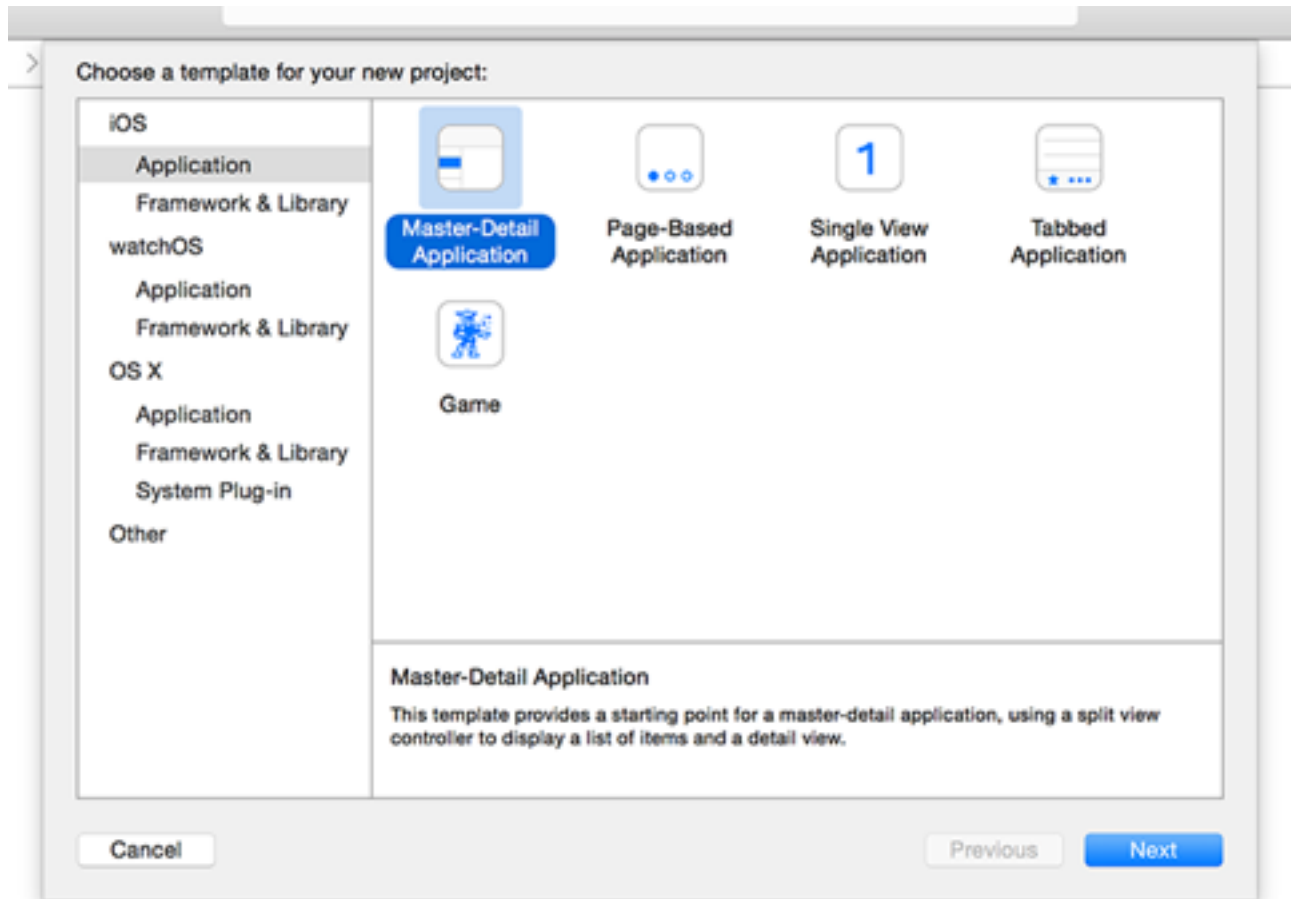 Choose a template for your new project:
iOS
Application
Framework & Library
watchOS
Application
Framework & Library
OS X
Application
Framework & Library
System Plug-in
Other
Master-Detail
Application
Page-Based
Application
1
Single View
Application
Tabbed
Application
Game
Master-Detail Application
This template provides a starting point for a master-detail application, using a split view
controller to display a list of items and a detail view.
Cancel
Previous
Next